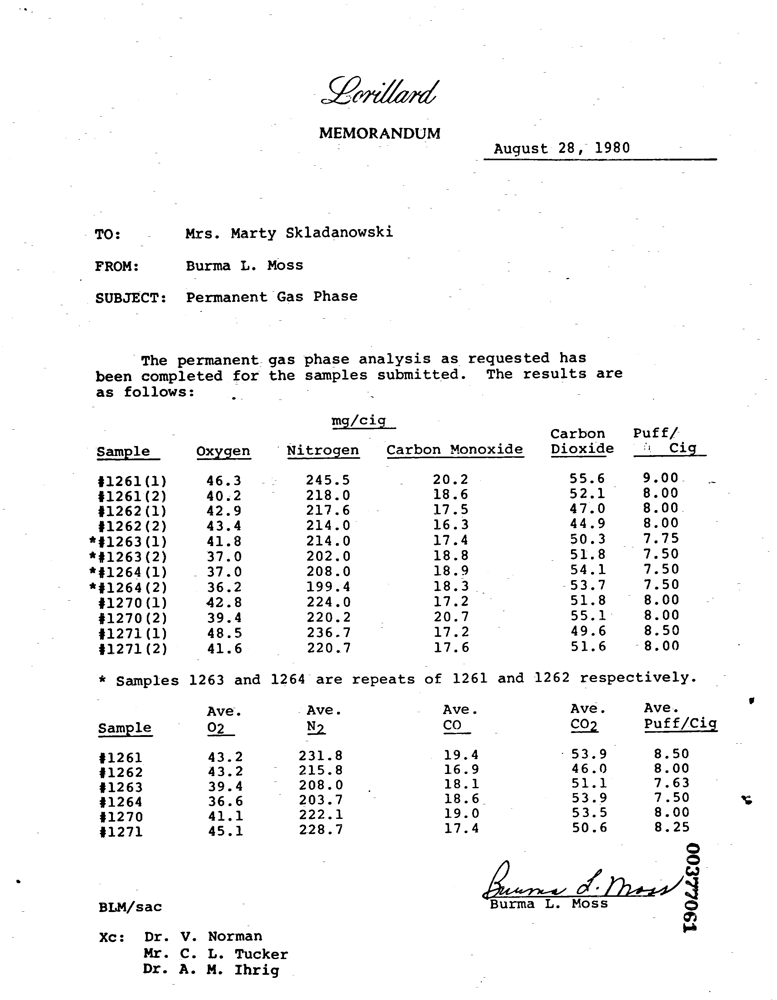 Lorillard
MEMORANDUM
August 28, 1980
TO: Mrs. Marty Skladanowski
FROM: Burma L. Moss
SUBJECT: Permanent Gas Phase
The permanent gas phase analysis as requested has
been completed for the samples submitted. The results are
as follows:
mg/cig
Carbon Puff/
Sample Oxygen Nitrogen Carbon Monoxide Dioxide Cig
#1261(1) 46.3 245.5 20.2 55.6 9.00
#1261(2) 40.2 218.0 18.6 52.1 8.00
#1262(1) 42.9 217.6 17.5 47.0 8.00
#1262(2) 43.4 214.0 16.3 44.9 8.00
*#1263(1) 41.8 214.0 17.4 50.3 7.75
*#1263(2) 37.0 202.0 18.8 51.8 7.50
*#1264(1) 37.0 208.0 18.9 54.1 7.50
*#1264(2) 36.2 199.4 18.3 53.7 7.50
#1270(1) 42.8 224.0 17.2 51.8 8.00
#1270(2) 39.4 220.2 20.7 55.1 8.00
#1271(1) 48.5 236.7 17.2 49.6 8.50
#1271(2) 41.6 220.7 17.6 51.6 8.00
* Samples 1263 and 1264 are repeats of 1261 and 1262 respectively.
Ave. Ave. Ave. Ave. Ave.
Sample O2 N2 CO CO2 Puff/Cig
#1261 43.2 231.8 19.4 53.9 8.50
#1262 43.2 215.8 16.9 46.0 8.00
#1263 39.4 208.0 18.1 51.1 7.63
#1264 36.6 203.7 18.6 53.9 7.50
#1270 41.1 222.1 19.0 53.5 8.00
#1271 45.1 228.7 17.4 50.6 8.25
Burma L. Moss
BLM/sac Burma L. Moss
Xc: Dr. V. Norman
Mr. C. L. Tucker
Dr. A. M. Ihrig
00377061